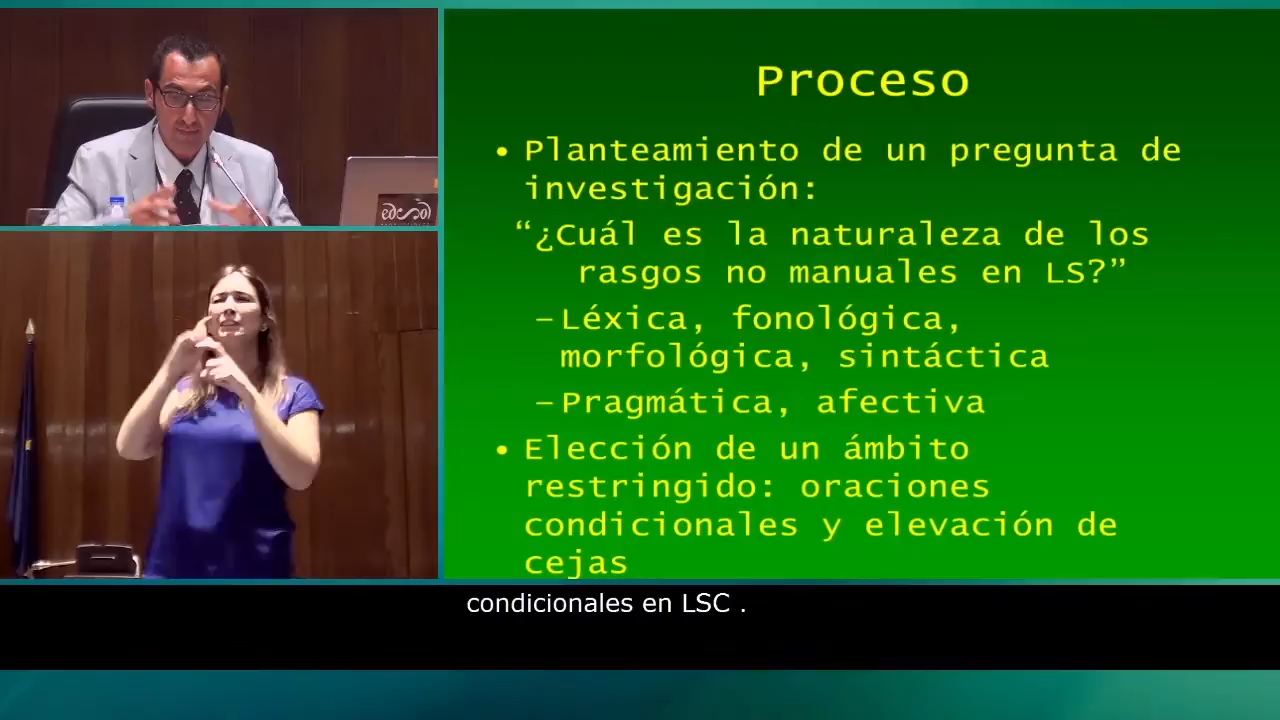 Proceso
• Planteamiento de un pregunta de
investigación:
“¿Cuál es la naturaleza de los
rasgos no manuales en LS?”
–Léxica, fonológica,
morfológica, sintáctica
–Pragmática, afectiva
• Elección de un ámbito
restringido: oraciones
condicionales y elevación de
cejas
condicionales en LSC .